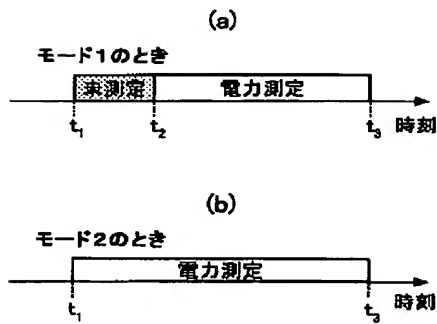 (a)
モード1のとき
未測定 電力測定
t1 t2 t3 時刻
(b)
モード2のとき
電力測定
t1 t3 時刻